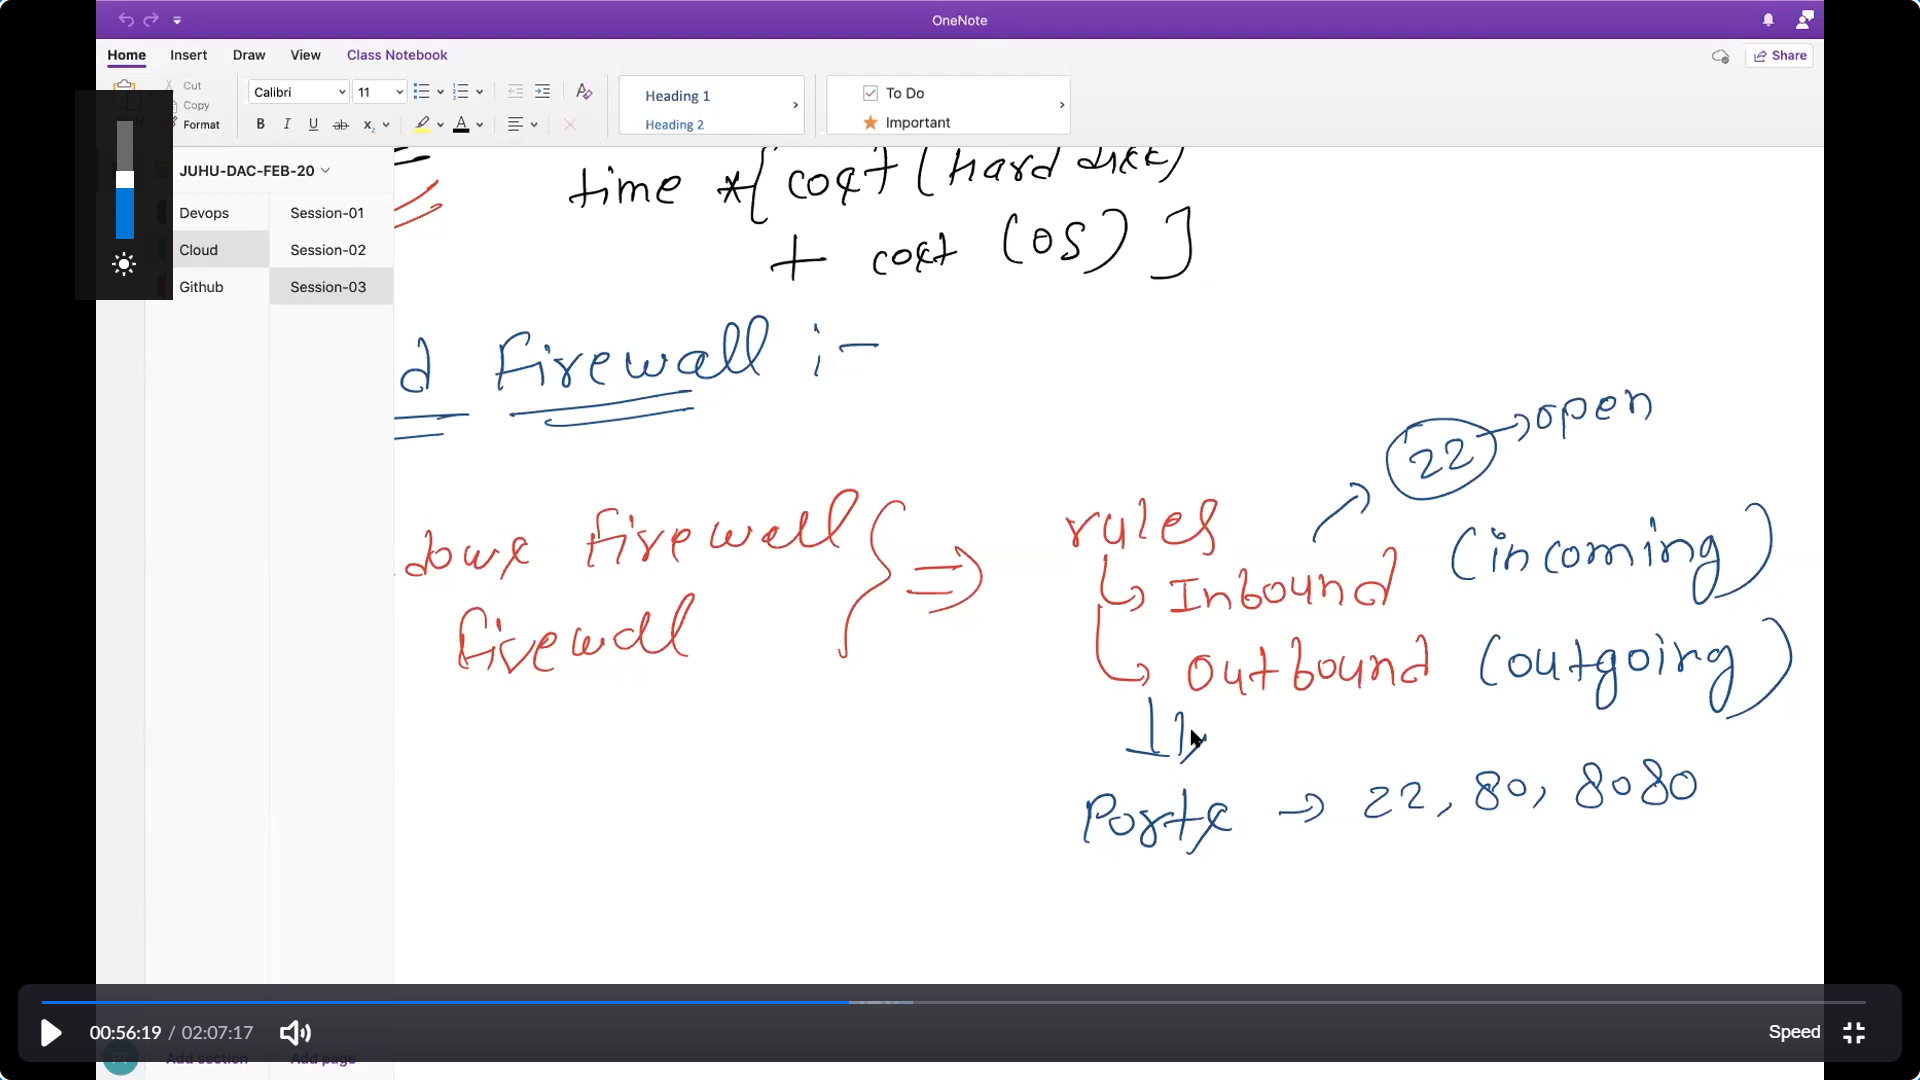 OneNote
Home Insert Draw View Class Notebook
Share
Cut
Copy
Format
Calibri 11
B I U ab x₂ A
Heading 1
Heading 2
To Do
Important
JUHU-DAC-FEB-20
Devops
Cloud
Github
Session-01
Session-02
Session-03
time *[ cost (hard disk)
+ cost (OS) ]
d firewall :-
22 → open
dows firewall } ⇒ rules
firewall
↳ Inbound (incoming)
↳ Outbound (outgoing)
Ports → 22, 80, 8080
00:56:19 / 02:07:17
Speed
Add section Add page